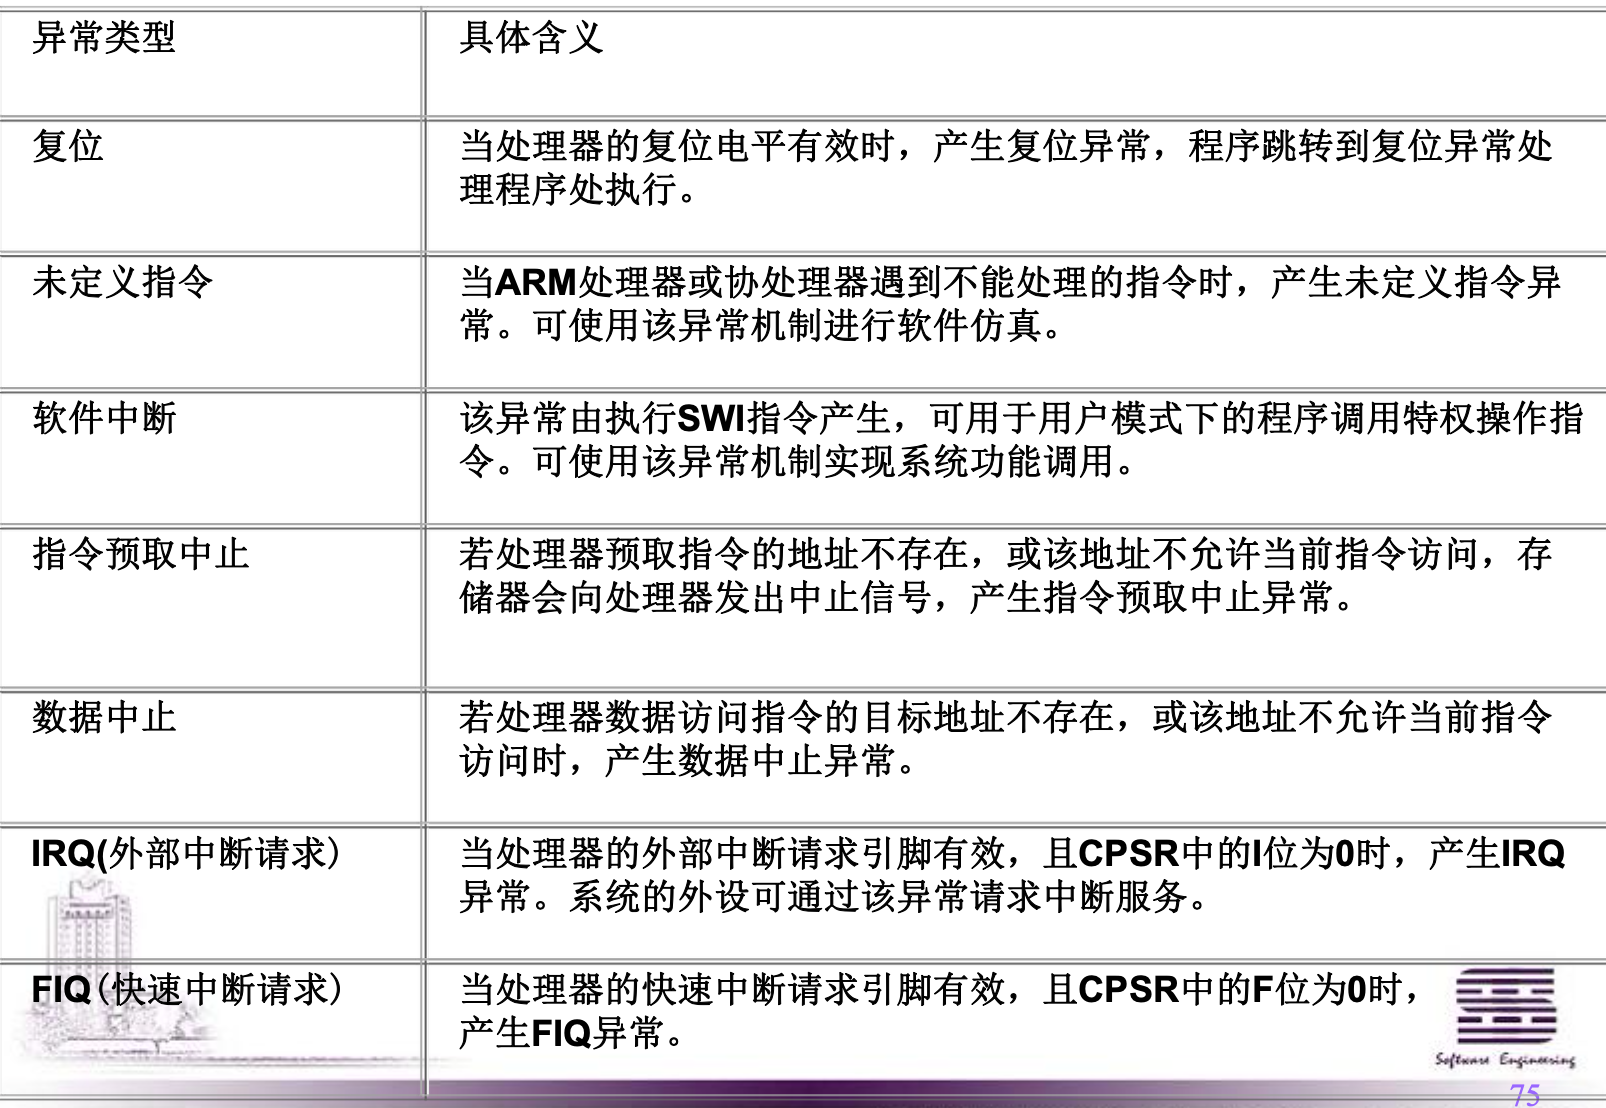 异常类型
具体含义
复位
当处理器的复位电平有效时，产生复位异常，程序跳转到复位异常处
理程序处执行。
未定义指令
当ARM处理器或协处理器遇到不能处理的指令时，产生未定义指令异
常。可使用该异常机制进行软件仿真。
软件中断
该异常由执行SWI指令产生，可用于用户模式下的程序调用特权操作指
令。可使用该异常机制实现系统功能调用。
指令预取中止
若处理器预取指令的地址不存在，或该地址不允许当前指令访问，存
储器会向处理器发出中止信号，产生指令预取中止异常。
数据中止
若处理器数据访问指令的目标地址不存在，或该地址不允许当前指令
访问时，产生数据中止异常。
IRQ(外部中断请求)
当处理器的外部中断请求引脚有效，且CPSR中的I位为0时，产生IRQ
异常。系统的外设可通过该异常请求中断服务。
FIQ(快速中断请求)
当处理器的快速中断请求引脚有效，且CPSR中的F位为0时，
产生FIQ异常。
Software Engineering
75